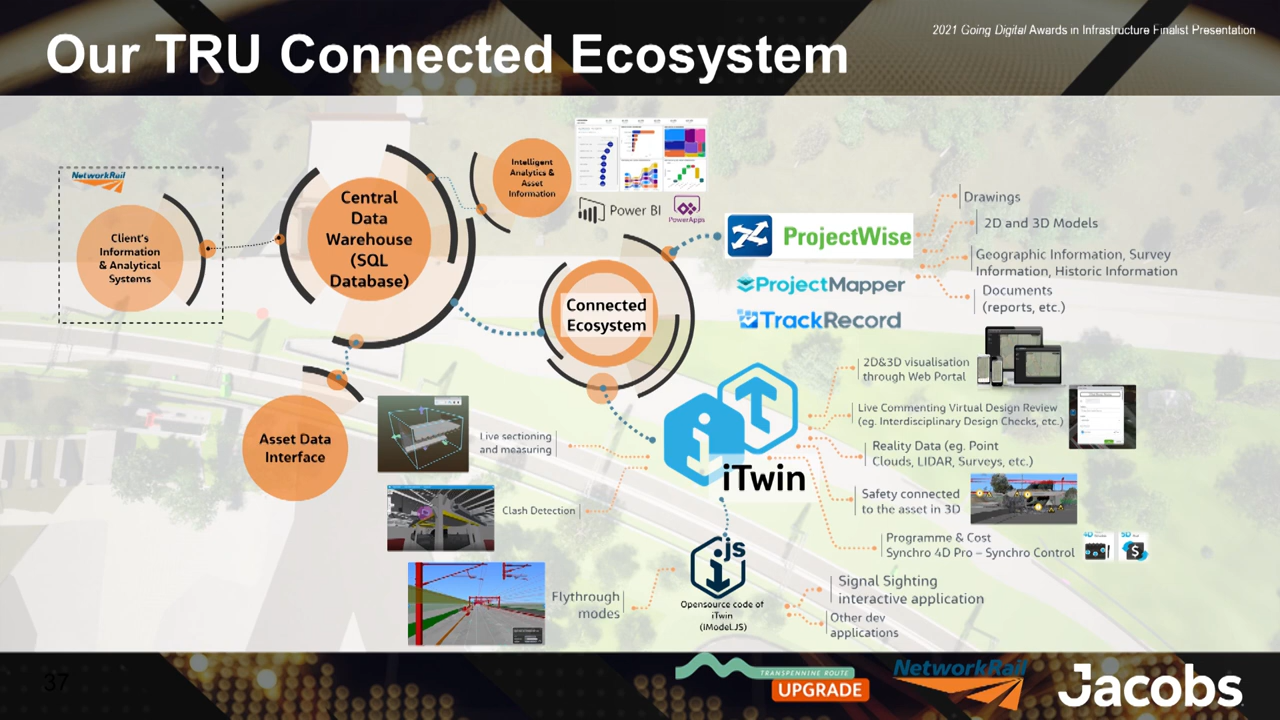 2021 Going Digital Awards in Infrastructure Finalist Presentation
Our TRU Connected Ecosystem
NetworkRail
Client's
Information
& Analytical
Systems
Central
Data
Warehouse
(SQL
Database)
Intelligent
Analytics &
Asset
Information
Power BI
PowerApps
Connected
Ecosystem
Asset Data
Interface
ProjectWise
ProjectMapper
TrackRecord
Drawings
2D and 3D Models
Geographic Information, Survey
Information, Historic Information
Documents
(reports, etc.)
iTwin
2D&3D visualisation
through Web Portal
Live Commenting Virtual Design Review
(eg. Interdisciplinary Design Checks, etc.)
Reality Data (eg. Point
Clouds, LIDAR, Surveys, etc.)
Safety connected
to the asset in 3D
Programme & Cost
Synchro 4D Pro – Synchro Control
4D
5D
S
Live sectioning
and measuring
Clash Detection
Flythrough
modes
js
Opensource code of
iTwin
(IModel.JS)
Signal Sighting
interactive application
Other dev
applications
37
TRANSPENNINE ROUTE
UPGRADE
NetworkRail
Jacobs